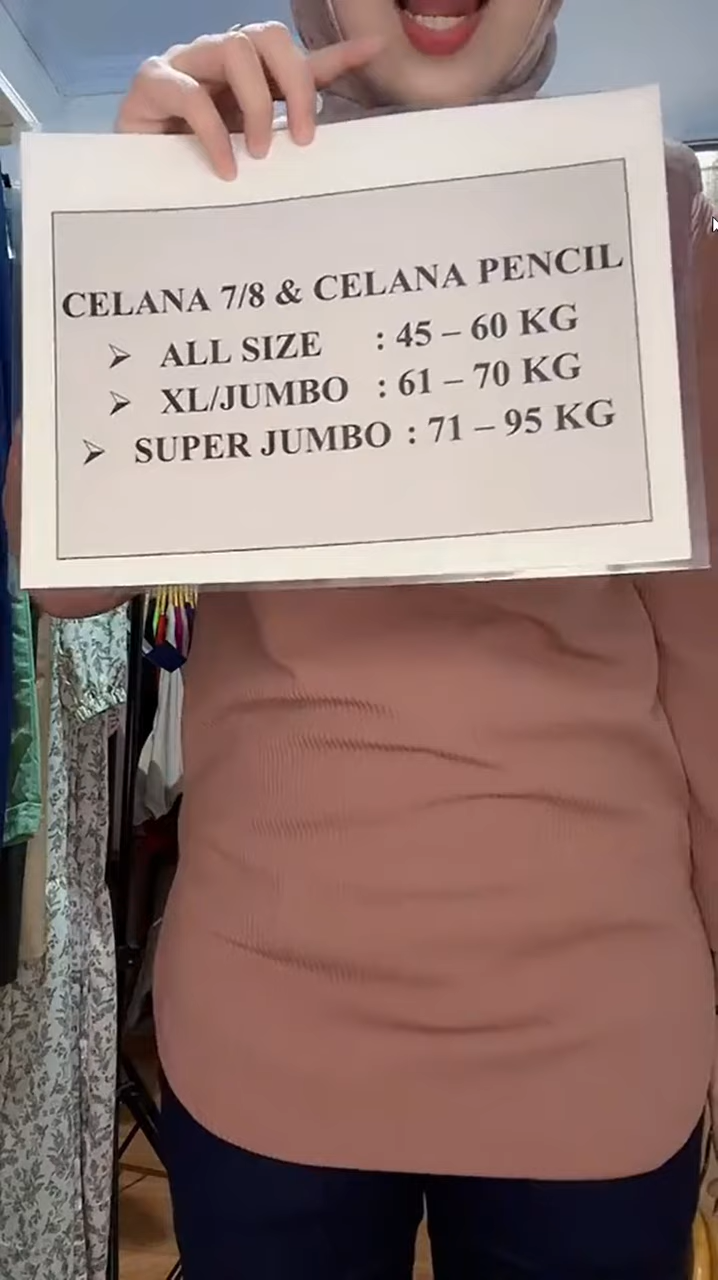 CELANA 7/8 & CELANA PENCIL
➢ ALL SIZE : 45 – 60 KG
➢ XL/JUMBO : 61 – 70 KG
➢ SUPER JUMBO : 71 – 95 KG